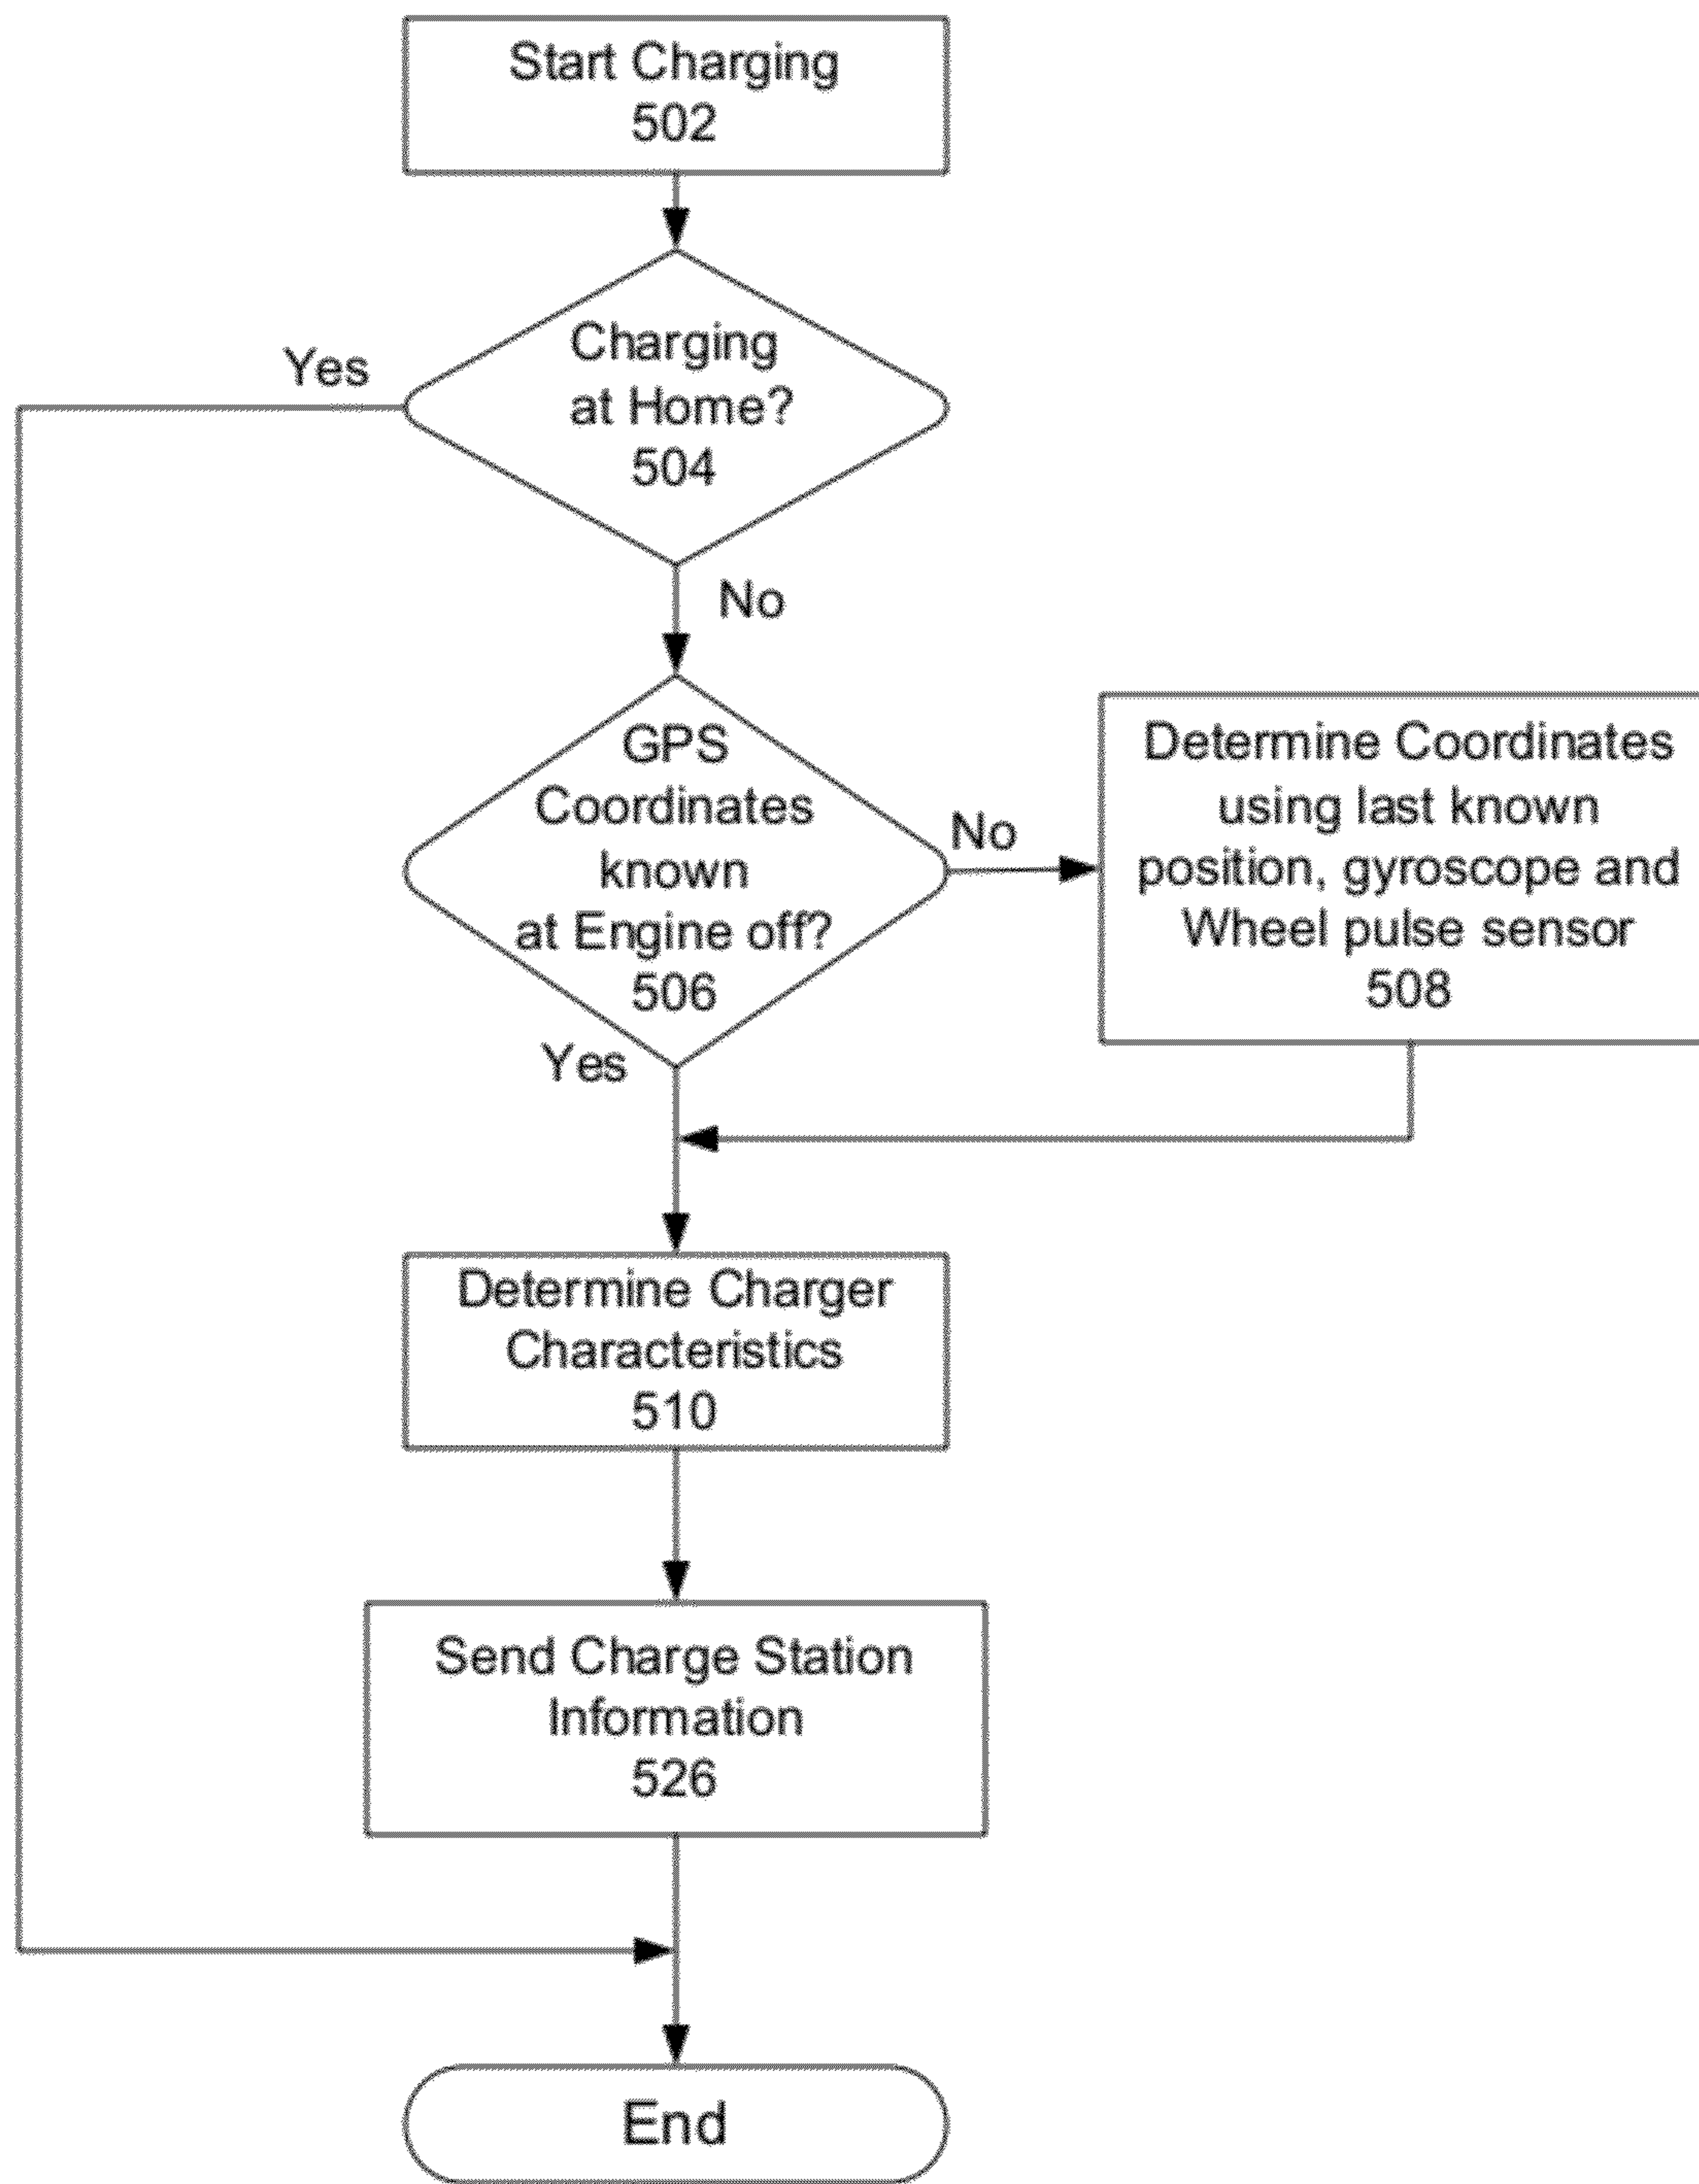 Start Charging
502
Yes
Charging
at Home?
504
No
GPS
Coordinates
known
at Engine off?
506
No
Determine Coordinates
using last known
position, gyroscope and
Wheel pulse sensor
508
Yes
Determine Charger
Characteristics
510
Send Charge Station
Information
526
End